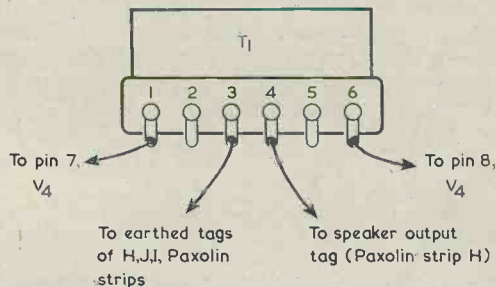 T1
1 2 3 4 5 6
To pin 7,
V4
To pin 8,
V4
To earthed tags
of H,J,I, Paxolin
strips
To speaker output
tag (Paxolin strip H)